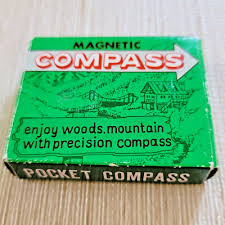 MAGNETIC
COMPASS
enjoy woods.mountain
with precision compass
POCKET COMPASS